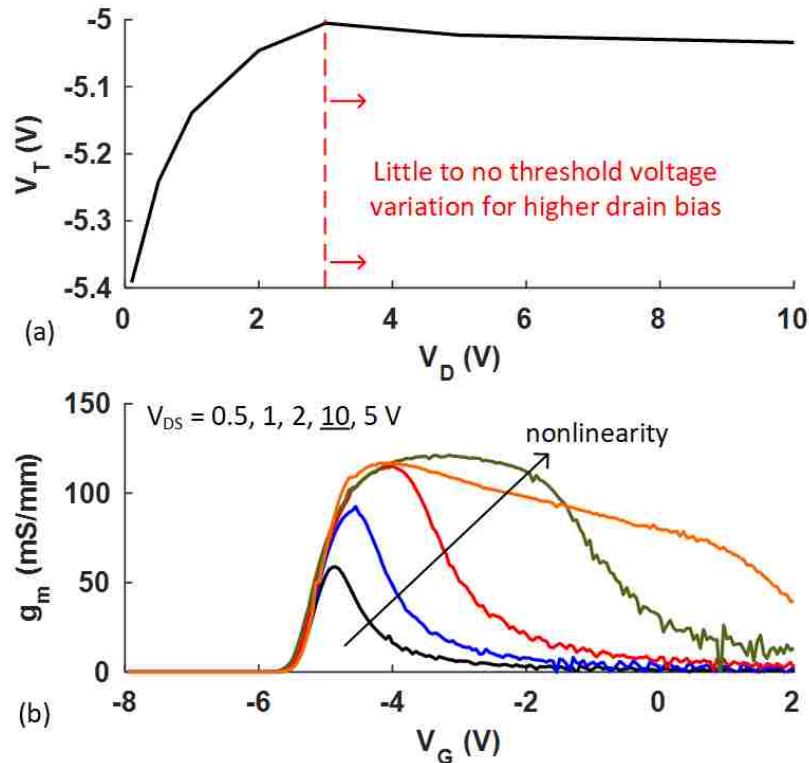 -5
-5.1
-5.2
-5.3
-5.4
V_T (V)
Little to no threshold voltage
variation for higher drain bias
0 2 4 6 8 10
(a)
V_D (V)
150
100
50
0
g_m (mS/mm)
V_DS = 0.5, 1, 2, 10, 5 V
nonlinearity
-8 -6 -4 -2 0 2
(b)
V_G (V)